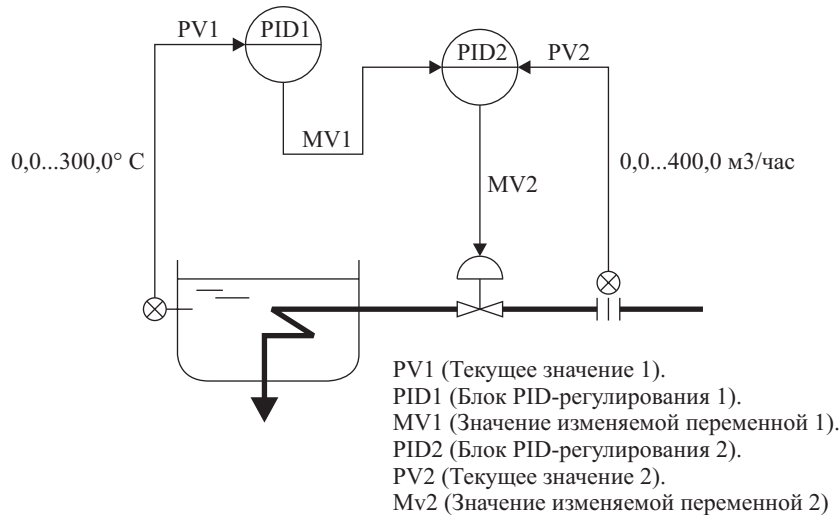 PV1
PID1
PID2
PV2
MV1
0,0...300,0° C
0,0...400,0 м3/час
MV2
PV1 (Текущее значение 1).
PID1 (Блок PID-регулирования 1).
MV1 (Значение изменяемой переменной 1).
PID2 (Блок PID-регулирования 2).
PV2 (Текущее значение 2).
Mv2 (Значение изменяемой переменной 2)